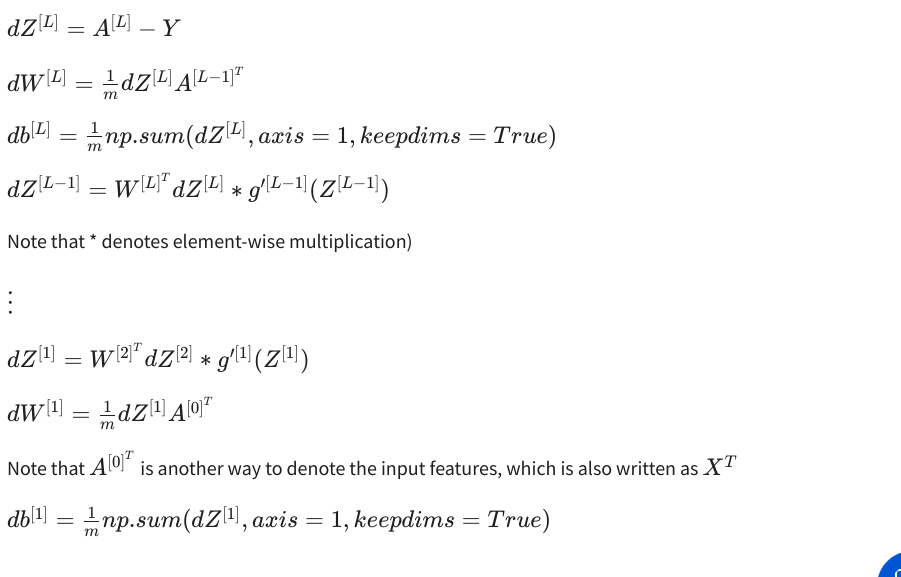 $dZ^{[L]} = A^{[L]} - Y$
$dW^{[L]} = \frac{1}{m} dZ^{[L]} A^{[L-1]^T}$
$db^{[L]} = \frac{1}{m} np.sum(dZ^{[L]}, axis = 1, keepdims = True)$
$dZ^{[L-1]} = W^{[L]^T} dZ^{[L]} * g'^{[L-1]}(Z^{[L-1]})$
Note that * denotes element-wise multiplication)
⋮
$dZ^{[1]} = W^{[2]^T} dZ^{[2]} * g'^{[1]}(Z^{[1]})$
$dW^{[1]} = \frac{1}{m} dZ^{[1]} A^{[0]^T}$
Note that $A^{[0]^T}$ is another way to denote the input features, which is also written as $X^T$
$db^{[1]} = \frac{1}{m} np.sum(dZ^{[1]}, axis = 1, keepdims = True)$